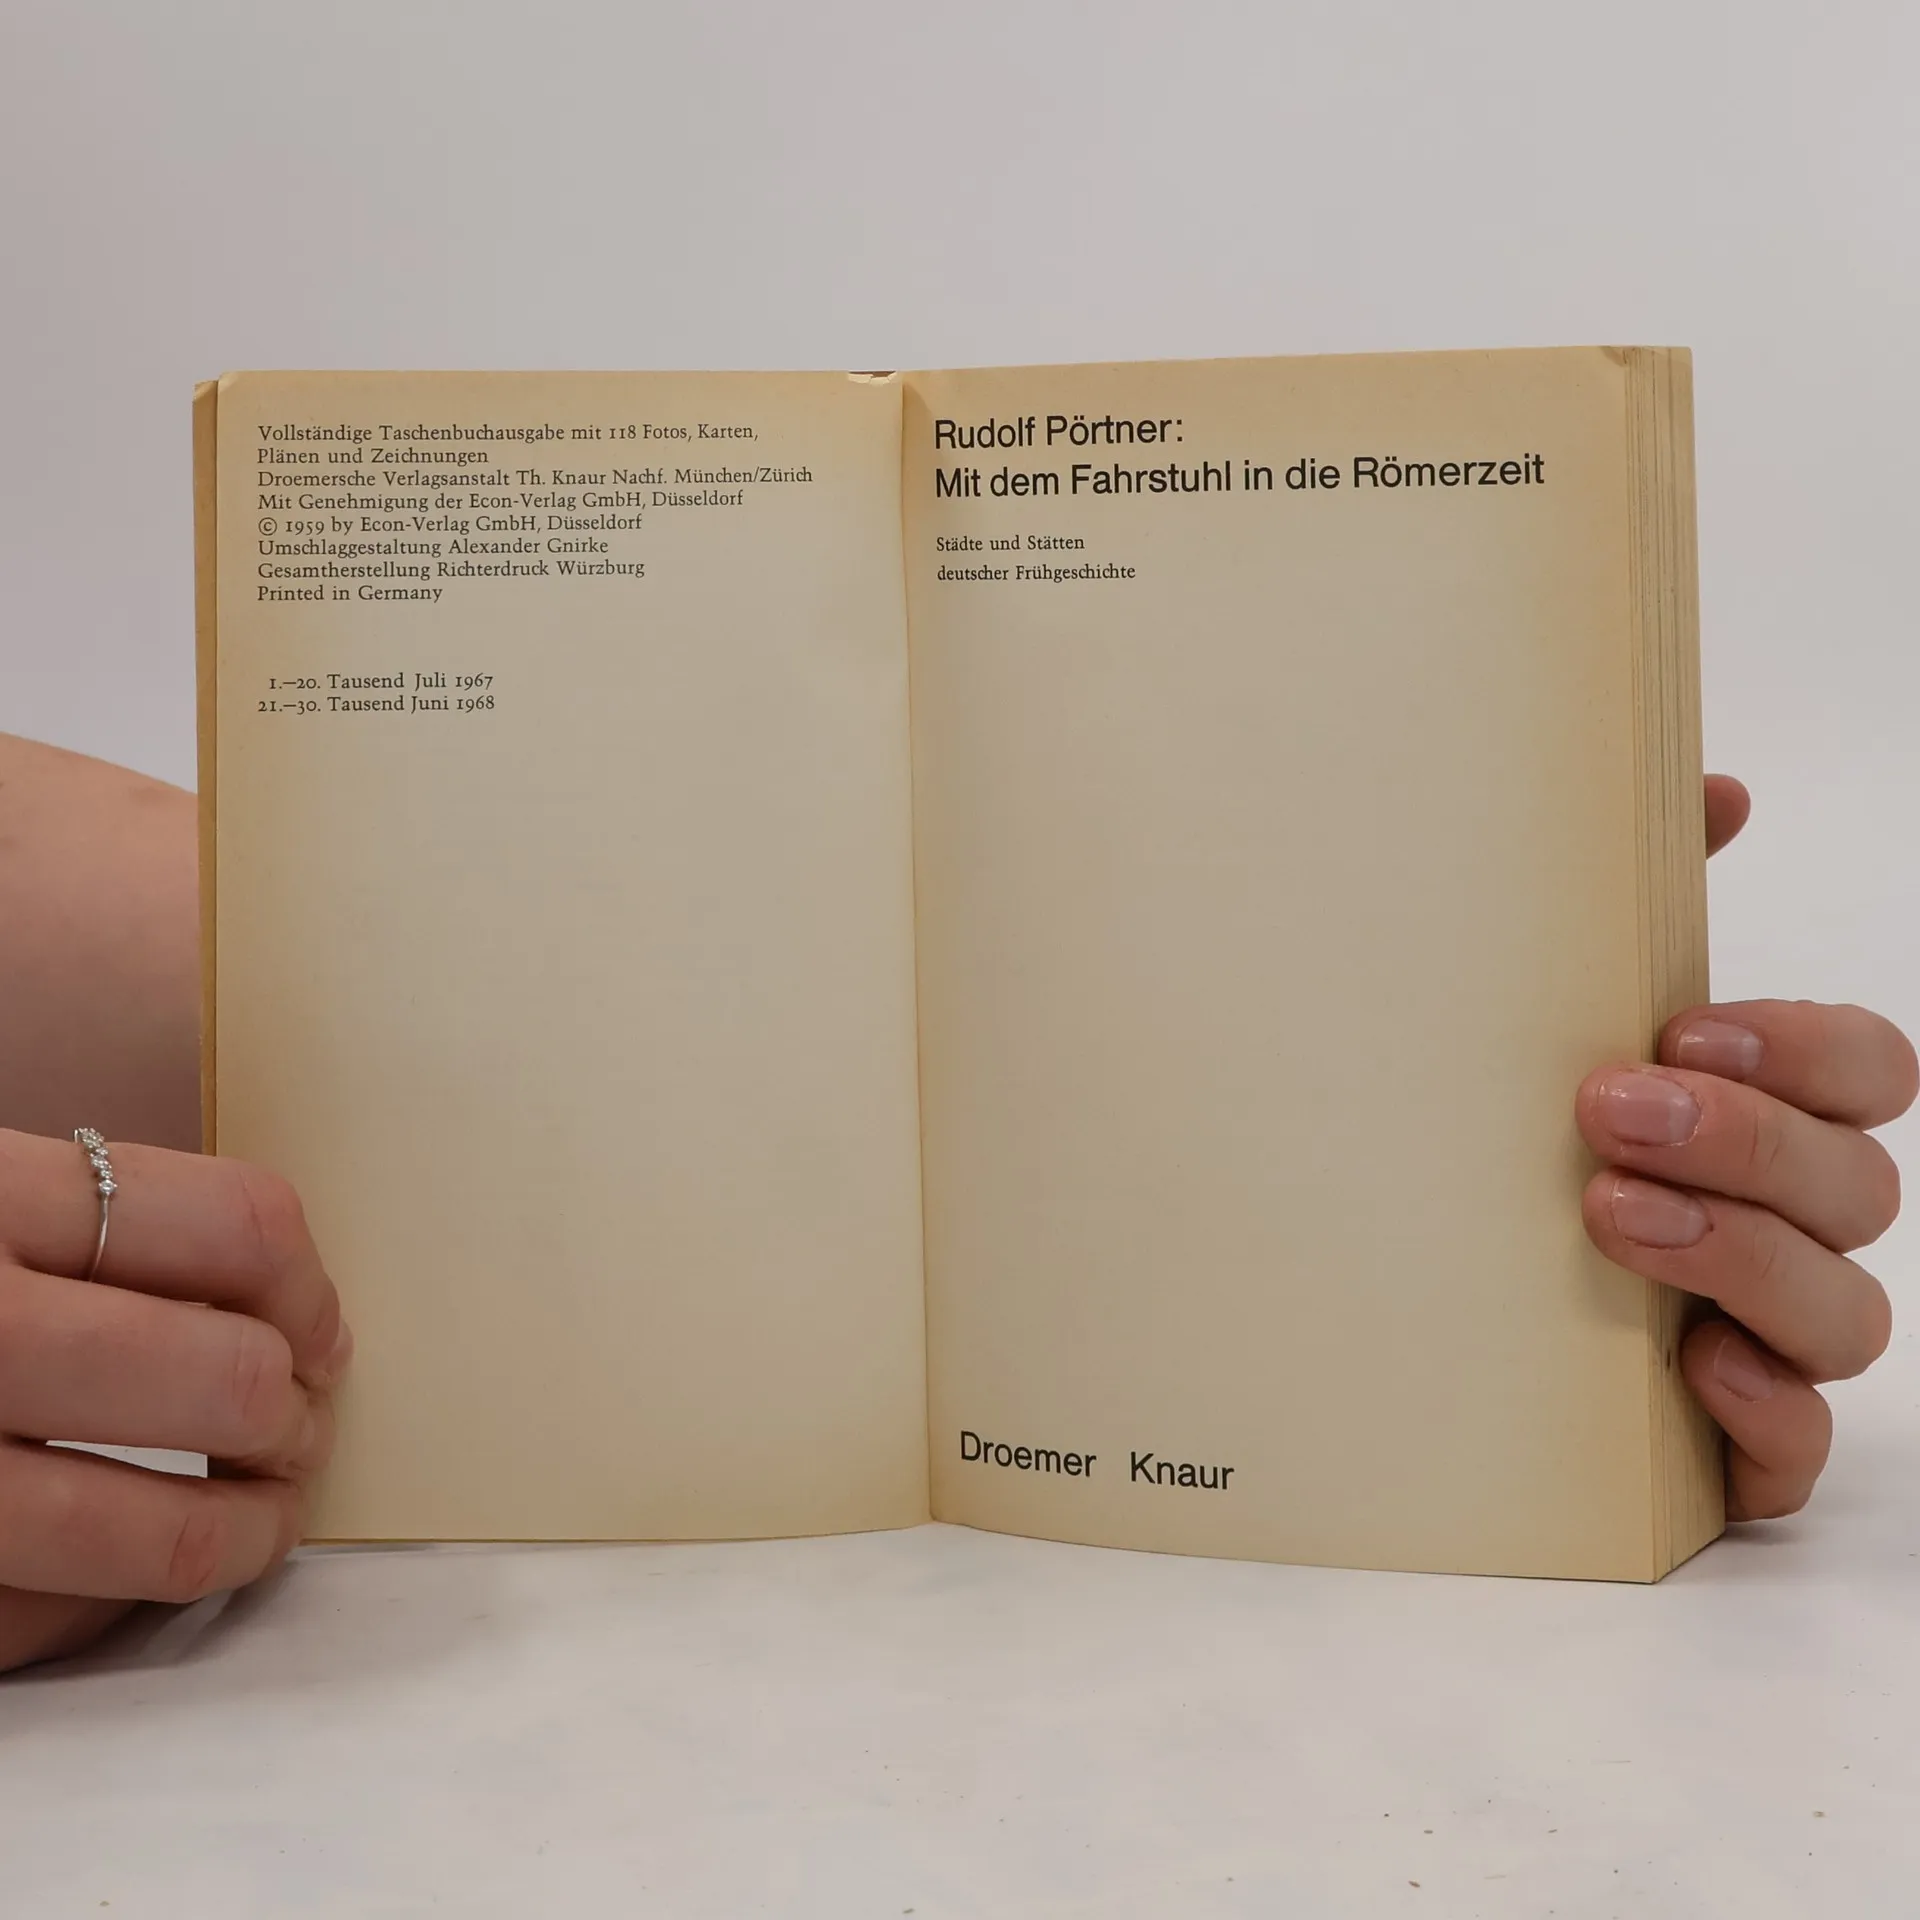 Vollständige Taschenbuchausgabe mit 118 Fotos, Karten,
Plänen und Zeichnungen
Droemersche Verlagsanstalt Th. Knaur Nachf. München/Zürich
Mit Genehmigung der Econ-Verlag GmbH, Düsseldorf
© 1959 by Econ-Verlag GmbH, Düsseldorf
Umschlaggestaltung Alexander Gnirke
Gesamtherstellung Richterdruck Würzburg
Printed in Germany
1.–20. Tausend Juli 1967
21.–30. Tausend Juni 1968
Rudolf Pörtner:
Mit dem Fahrstuhl in die Römerzeit
Städte und Stätten
deutscher Frühgeschichte
Droemer Knaur